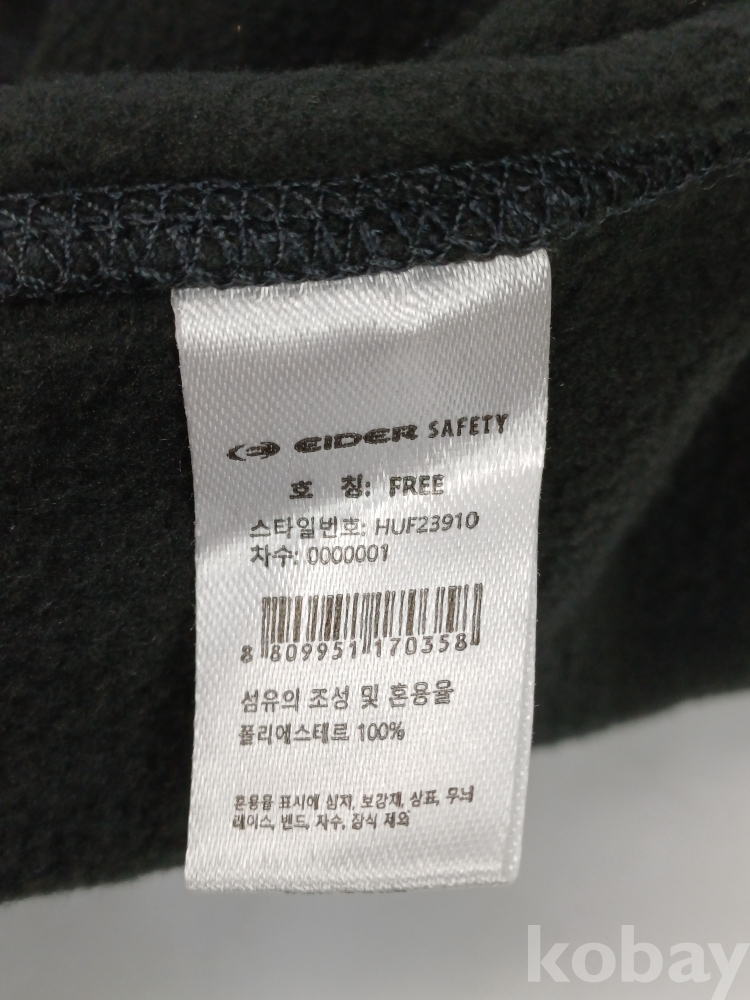 EIDER SAFETY
호 칭: FREE
스타일번호: HUF23910
차수: 0000001
8 809951 170358
섬유의 조성 및 혼용율
폴리에스테르 100%
혼용율 표시에 심지, 보강재, 상표, 무늬
레이스, 밴드, 자수, 장식 제외
kobay